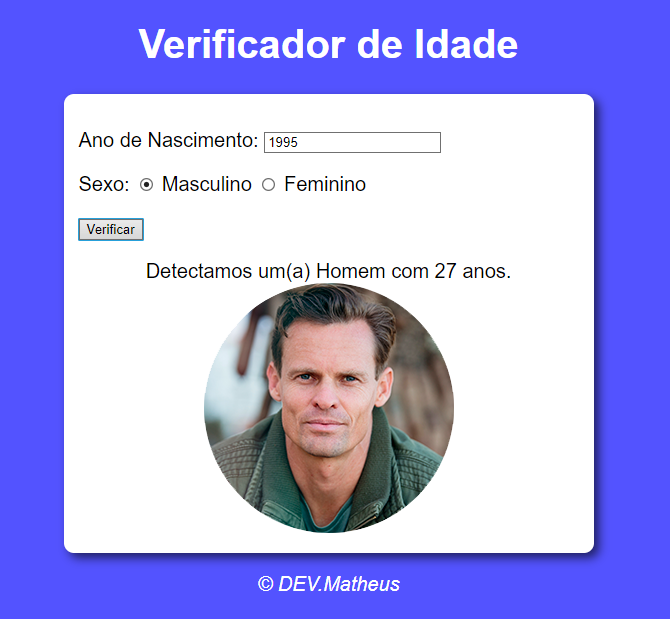 Verificador de Idade
Ano de Nascimento: 1995
Sexo: Masculino Feminino
Verificar
Detectamos um(a) Homem com 27 anos.
© DEV.Matheus